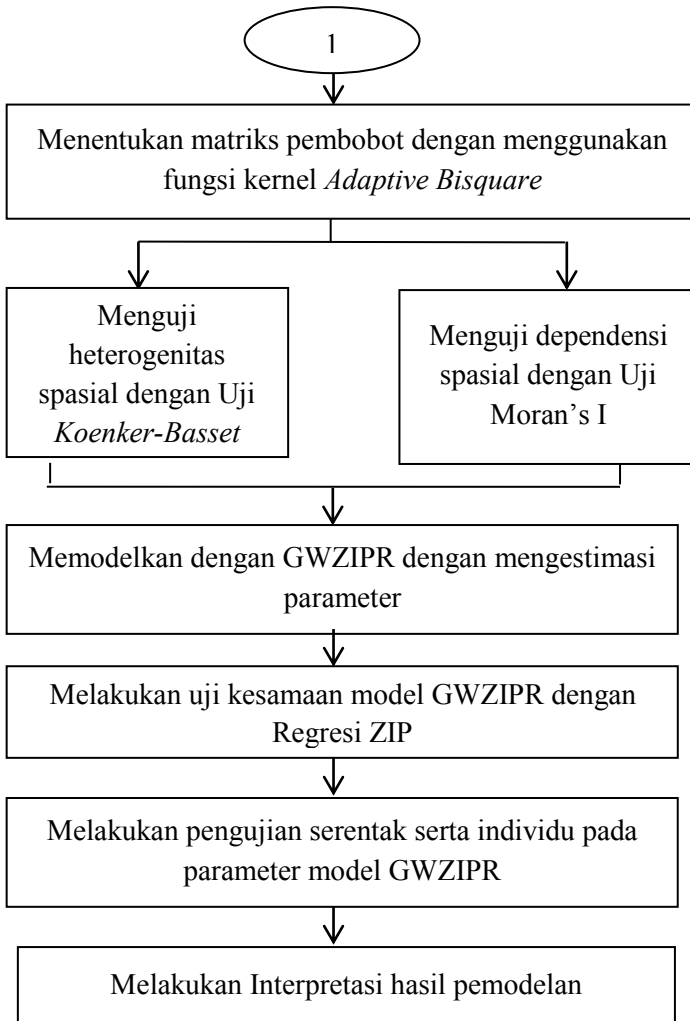 1
Menentukan matriks pembobot dengan menggunakan
fungsi kernel Adaptive Bisquare
Menguji
heterogenitas
spasial dengan Uji
Koenker-Basset
Menguji dependensi
spasial dengan Uji
Moran’s I
Memodelkan dengan GWZIPR dengan mengestimasi
parameter
Melakukan uji kesamaan model GWZIPR dengan
Regresi ZIP
Melakukan pengujian serentak serta individu pada
parameter model GWZIPR
Melakukan Interpretasi hasil pemodelan